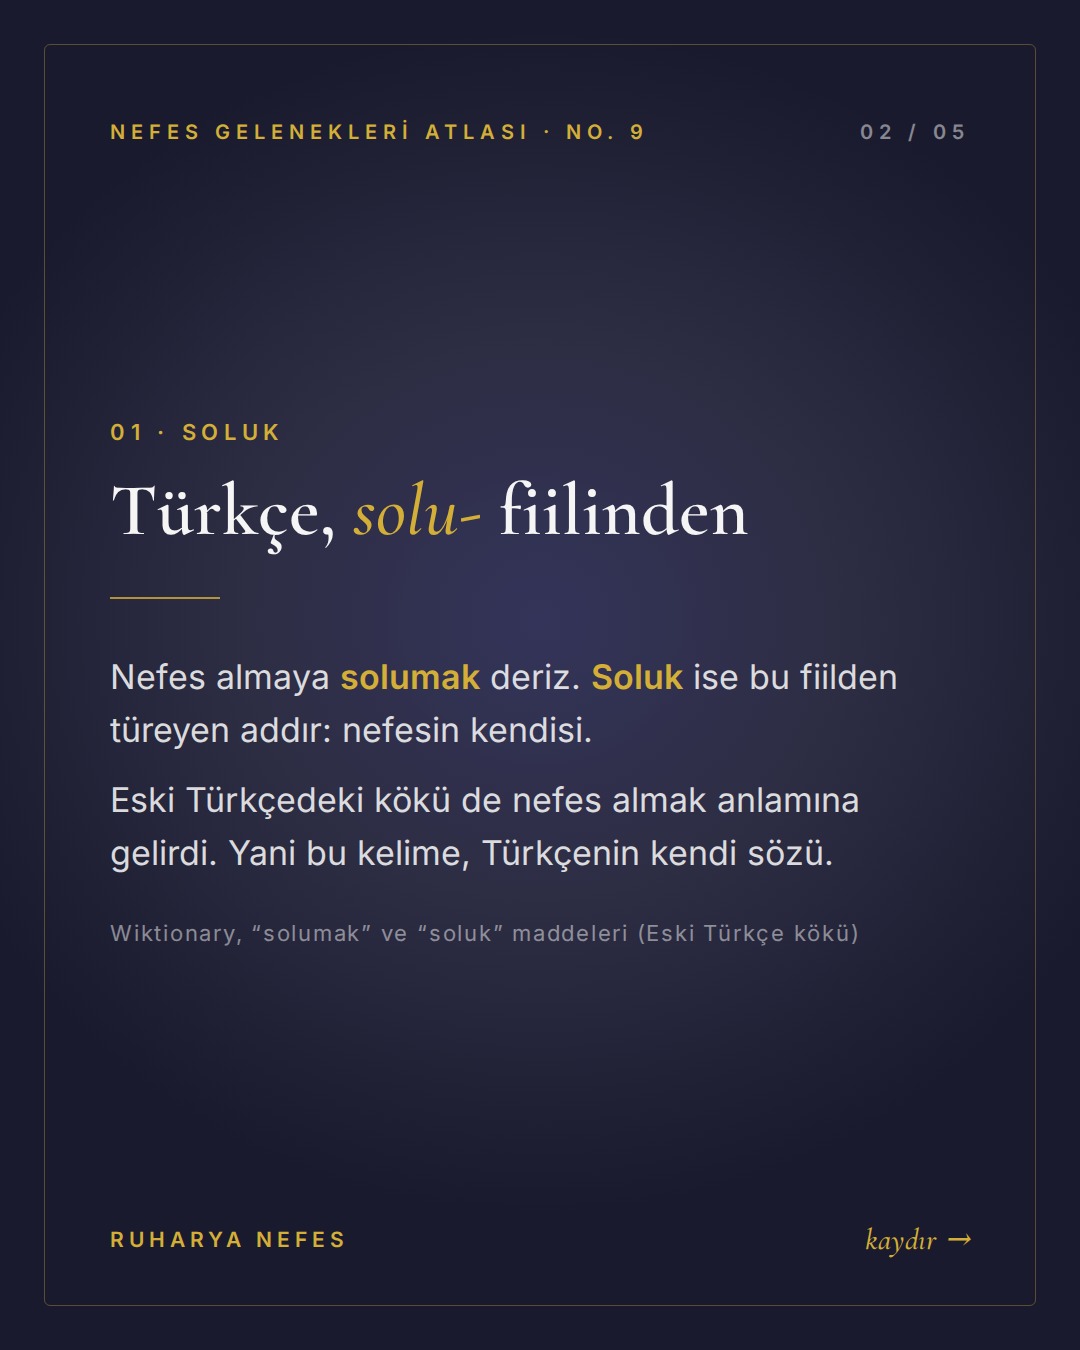 NEFES GELENEKLERİ ATLASI · NO. 9
02 / 05
01 · SOLUK
Türkçe, solu- fiilinden
Nefes almaya solumak deriz. Soluk ise bu fiilden
türeyen addır: nefesin kendisi.
Eski Türkçedeki kökü de nefes almak anlamına
gelirdi. Yani bu kelime, Türkçenin kendi sözü.
Wiktionary, “solumak” ve “soluk” maddeleri (Eski Türkçe kökü)
RUHARYA NEFES
kaydır →